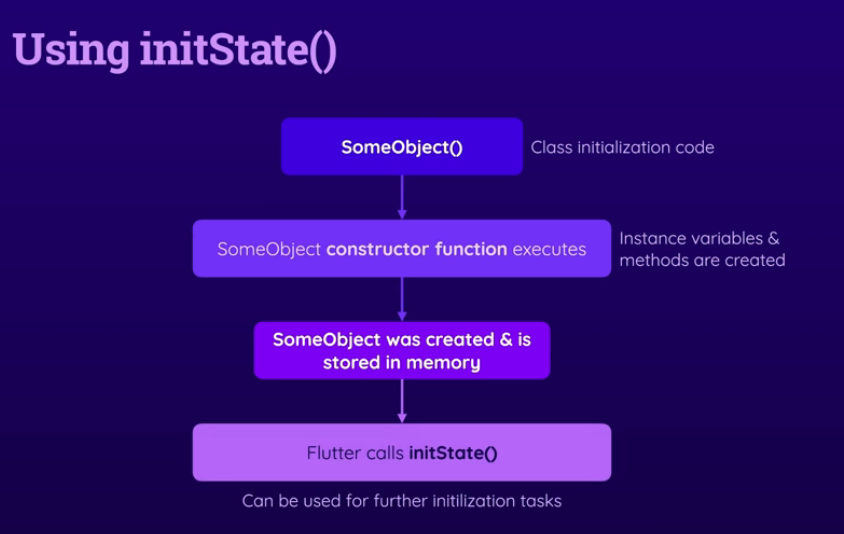 Using initState()
SomeObject()
Class initialization code
SomeObject constructor function executes
Instance variables &
methods are created
SomeObject was created & is
stored in memory
Flutter calls initState()
Can be used for further initilization tasks